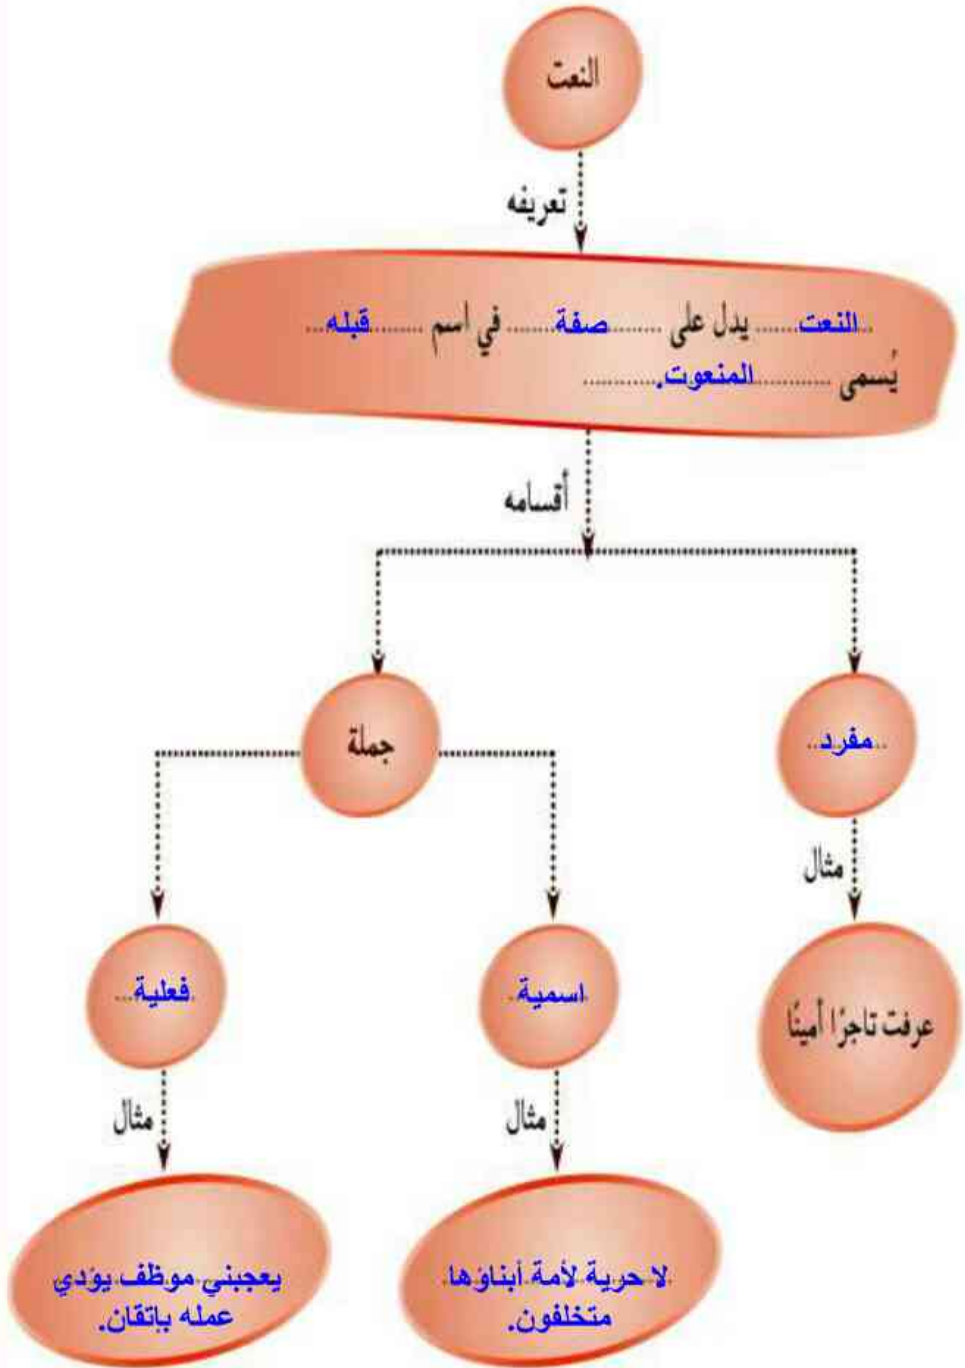 النعت
تعريفه
النعت يدل على صفة في اسم قبله
يُسمى المنعوت.
أقسامه
مفرد
جملة
مثال
عرفت تاجرًا أمينًا
اسمية
فعلية
مثال
مثال
لا حرية لأمة أبناؤها
متخلفون.
يعجبني موظف يؤدي
عمله بإتقان.